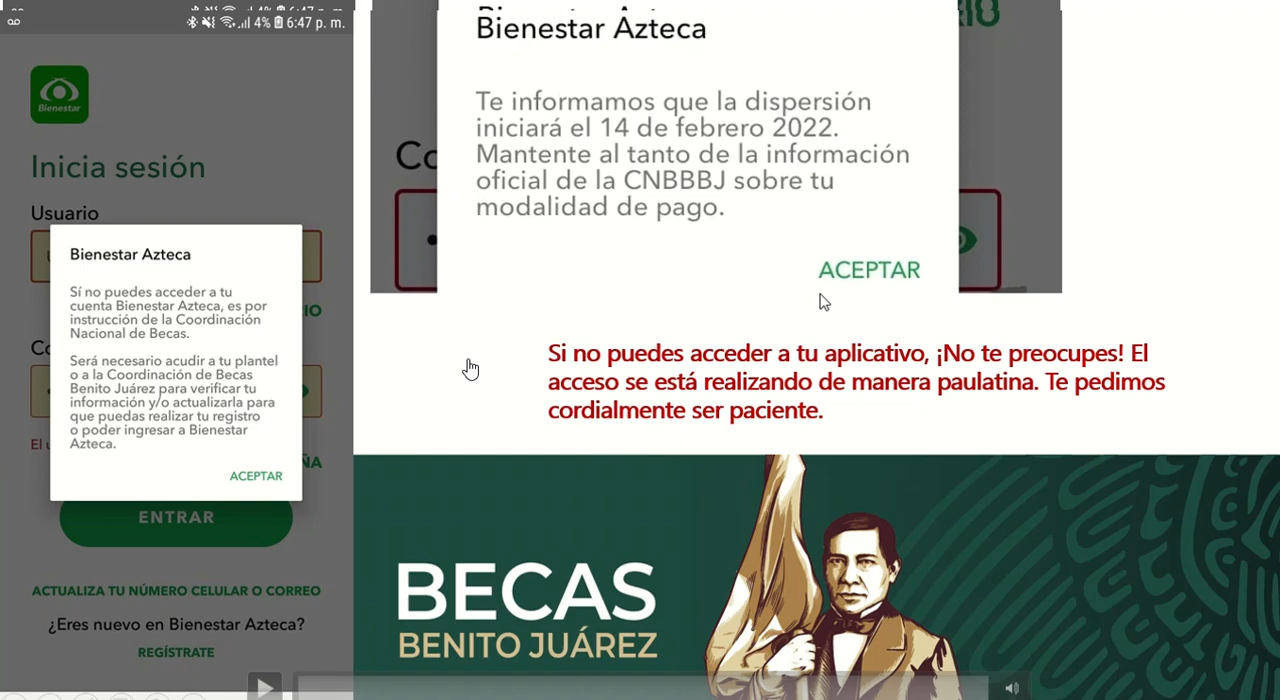 4% 6:47 p. m.
Bienestar
Inicia sesión
Usuario
Bienestar Azteca
Sí no puedes acceder a tu
cuenta Bienestar Azteca, es por
instrucción de la Coordinación
Nacional de Becas.
Será necesario acudir a tu plantel
o a la Coordinación de Becas
Benito Juárez para verificar tu
información y/o actualizarla para
que puedas realizar tu registro
o poder ingresar a Bienestar
Azteca.
ACEPTAR
ENTRAR
ACTUALIZA TU NÚMERO CELULAR O CORREO
¿Eres nuevo en Bienestar Azteca?
REGÍSTRATE
Bienestar Azteca
Te informamos que la dispersión
iniciará el 14 de febrero 2022.
Mantente al tanto de la información
oficial de la CNBBBJ sobre tu
modalidad de pago.
ACEPTAR
Si no puedes acceder a tu aplicativo, ¡No te preocupes! El
acceso se está realizando de manera paulatina. Te pedimos
cordialmente ser paciente.
BECAS
BENITO JUÁREZ